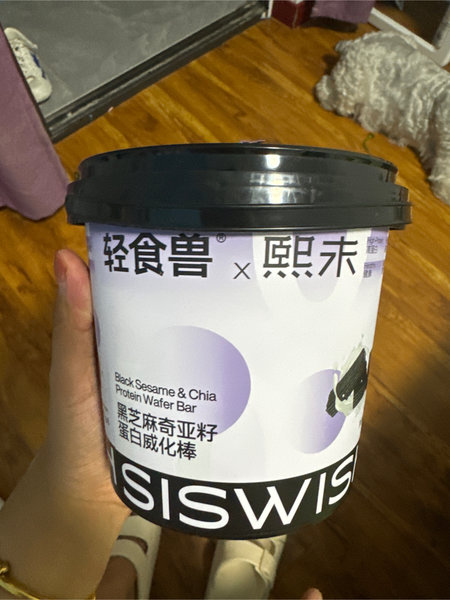 轻食兽® x 熙未
Black Sesame & Chia
Protein Wafer Bar
黑芝麻奇亚籽
蛋白威化棒
SISWIS